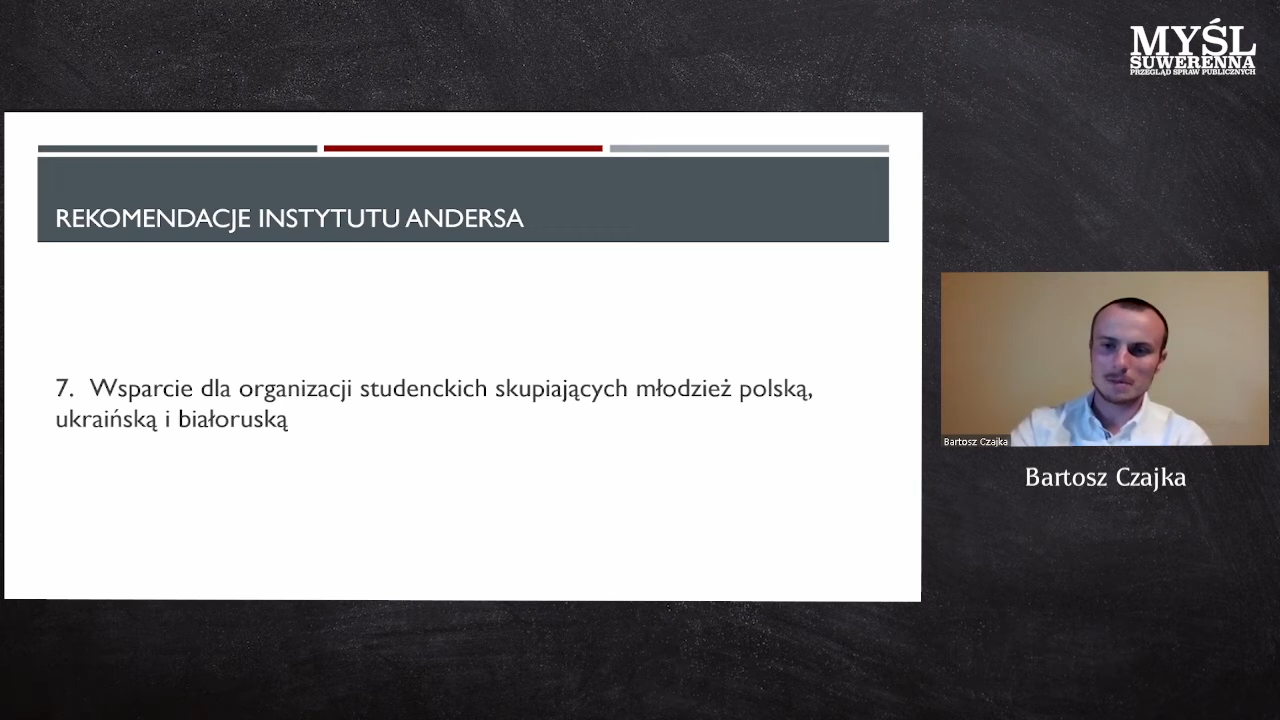 MYŚL
SUWERENNA
PRZEGLĄD SPRAW PUBLICZNYCH
REKOMENDACJE INSTYTUTU ANDERSA
7. Wsparcie dla organizacji studenckich skupiających młodzież polską,
ukraińską i białoruską
Bartosz Czajka
Bartosz Czajka